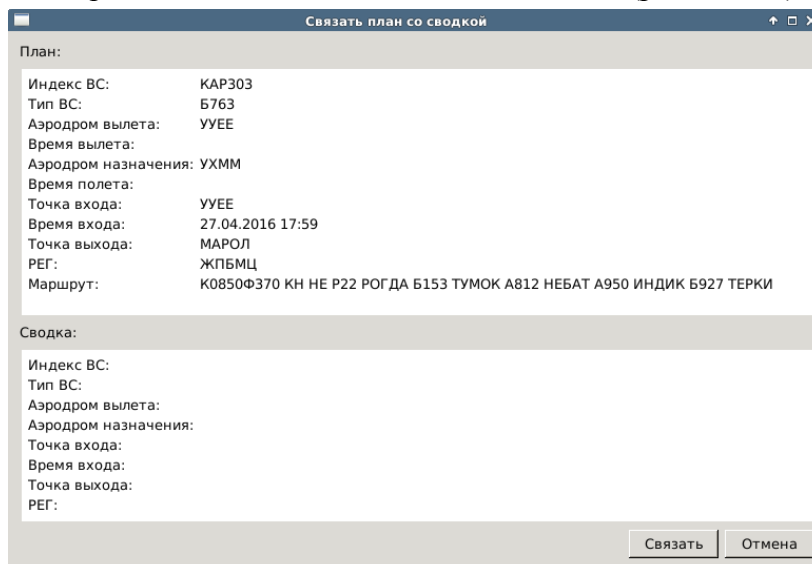 Связать план со сводкой
План:
Индекс ВС: КАР303
Тип ВС: Б763
Аэродром вылета: УУЕЕ
Время вылета:
Аэродром назначения: УХММ
Время полета:
Точка входа: УУЕЕ
Время входа: 27.04.2016 17:59
Точка выхода: МАРОЛ
РЕГ: ЖПБМЦ
Маршрут: К0850Ф370 КН НЕ Р22 РОГДА Б153 ТУМОК А812 НЕБАТ А950 ИНДИК Б927 ТЕРКИ
Сводка:
Индекс ВС:
Тип ВС:
Аэродром вылета:
Аэродром назначения:
Точка входа:
Время входа:
Точка выхода:
РЕГ:
Связать Отмена